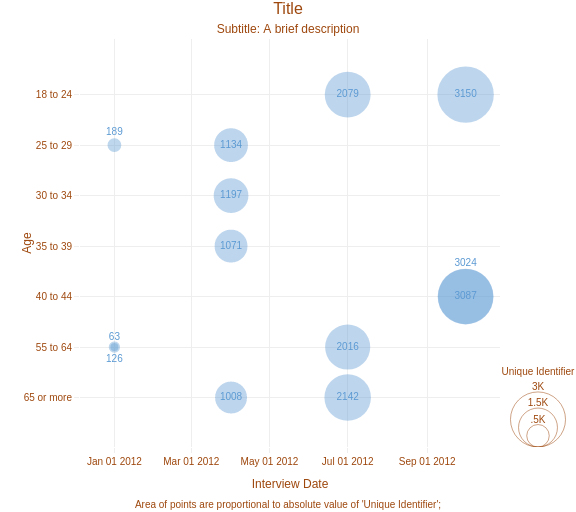 Title
Subtitle: A brief description
18 to 24
2079
3150
189
25 to 29
1134
30 to 34
1197
Age
35 to 39
1071
3024
40 to 44
3087
63
55 to 64
2016
126
Unique Identifier
3K
1.5K
.5K
65 or more
1008
2142
Jan 01 2012
Mar 01 2012
May 01 2012
Jul 01 2012
Sep 01 2012
Interview Date
Area of points are proportional to absolute value of 'Unique Identifier';